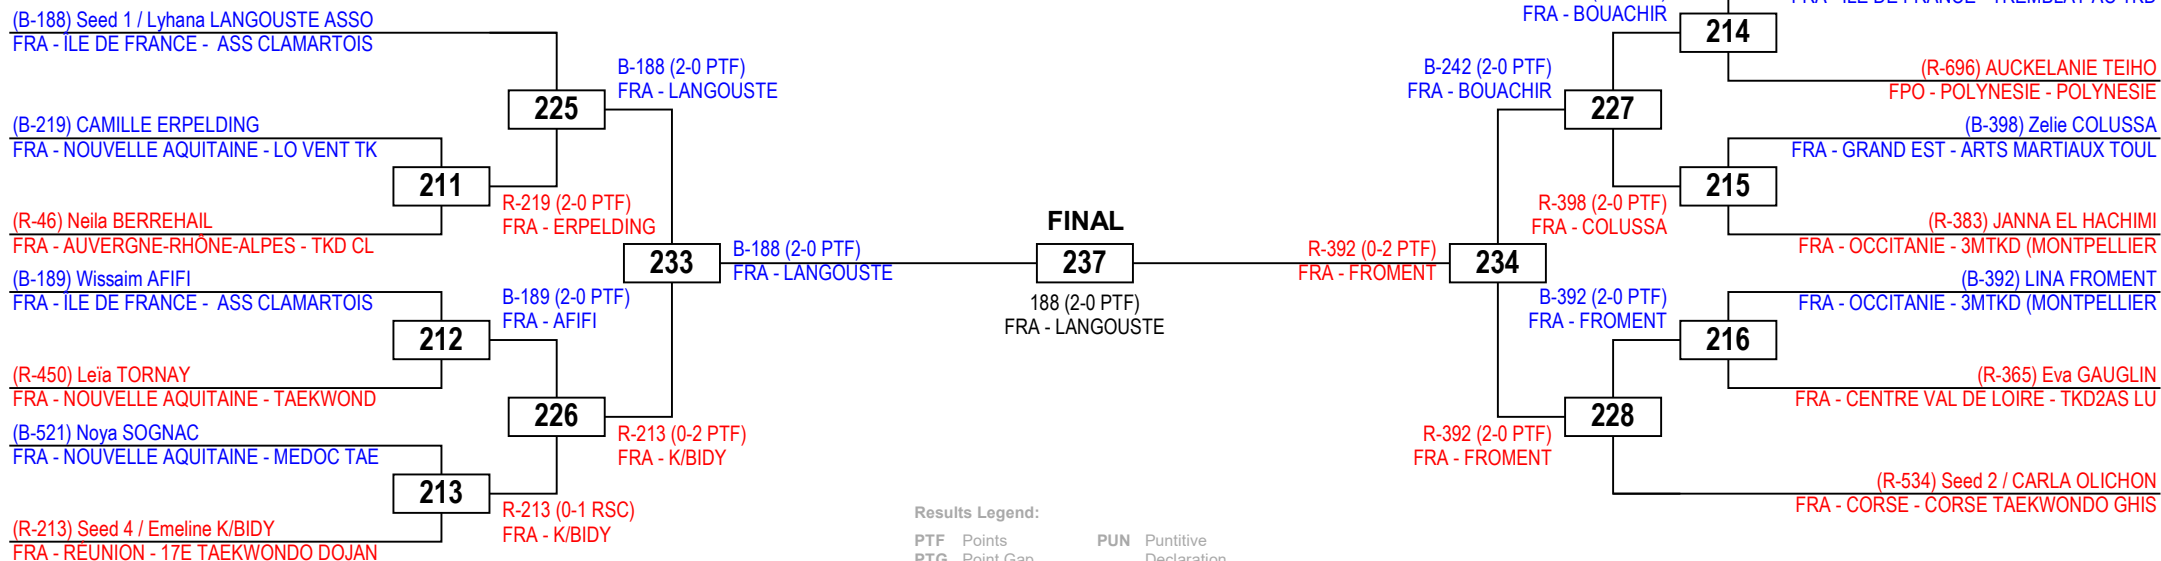 (B-188) Seed 1 / Lyhana LANGOUSTE ASSO
FRA - ÎLE DE FRANCE - ASS CLAMARTOIS
B-188 (2-0 PTF)
FRA - LANGOUSTE
225
(B-219) CAMILLE ERPELDING
FRA - NOUVELLE AQUITAINE - LO VENT TK
211
R-219 (2-0 PTF)
FRA - ERPELDING
(R-46) Neila BERREHAIL
FRA - AUVERGNE-RHÔNE-ALPES - TKD CL
233
B-188 (2-0 PTF)
FRA - LANGOUSTE
(B-189) Wissaim AFIFI
FRA - ÎLE DE FRANCE - ASS CLAMARTOIS
B-189 (2-0 PTF)
FRA - AFIFI
212
(R-450) Leïa TORNAY
FRA - NOUVELLE AQUITAINE - TAEKWOND
226
R-213 (0-2 PTF)
FRA - K/BIDY
(B-521) Noya SOGNAC
FRA - NOUVELLE AQUITAINE - MEDOC TAE
213
R-213 (0-1 RSC)
FRA - K/BIDY
(R-213) Seed 4 / Emeline K/BIDY
FRA - RÉUNION - 17E TAEKWONDO DOJAN
FINAL
237
188 (2-0 PTF)
FRA - LANGOUSTE
Results Legend:
PTF Points PUN Puntitive
PTG Point Gap Declaration
FRA - BOUACHIR
214
B-242 (2-0 PTF)
FRA - BOUACHIR
(R-696) AUCKELANIE TEIHO
FPO - POLYNESIE - POLYNESIE
227
(B-398) Zelie COLUSSA
FRA - GRAND EST - ARTS MARTIAUX TOUL
215
R-398 (2-0 PTF)
FRA - COLUSSA
(R-383) JANNA EL HACHIMI
FRA - OCCITANIE - 3MTKD (MONTPELLIER
R-392 (0-2 PTF)
FRA - FROMENT
234
(B-392) LINA FROMENT
FRA - OCCITANIE - 3MTKD (MONTPELLIER
B-392 (2-0 PTF)
FRA - FROMENT
216
(R-365) Eva GAUGLIN
FRA - CENTRE VAL DE LOIRE - TKD2AS LU
228
R-392 (2-0 PTF)
FRA - FROMENT
(R-534) Seed 2 / CARLA OLICHON
FRA - CORSE - CORSE TAEKWONDO GHIS